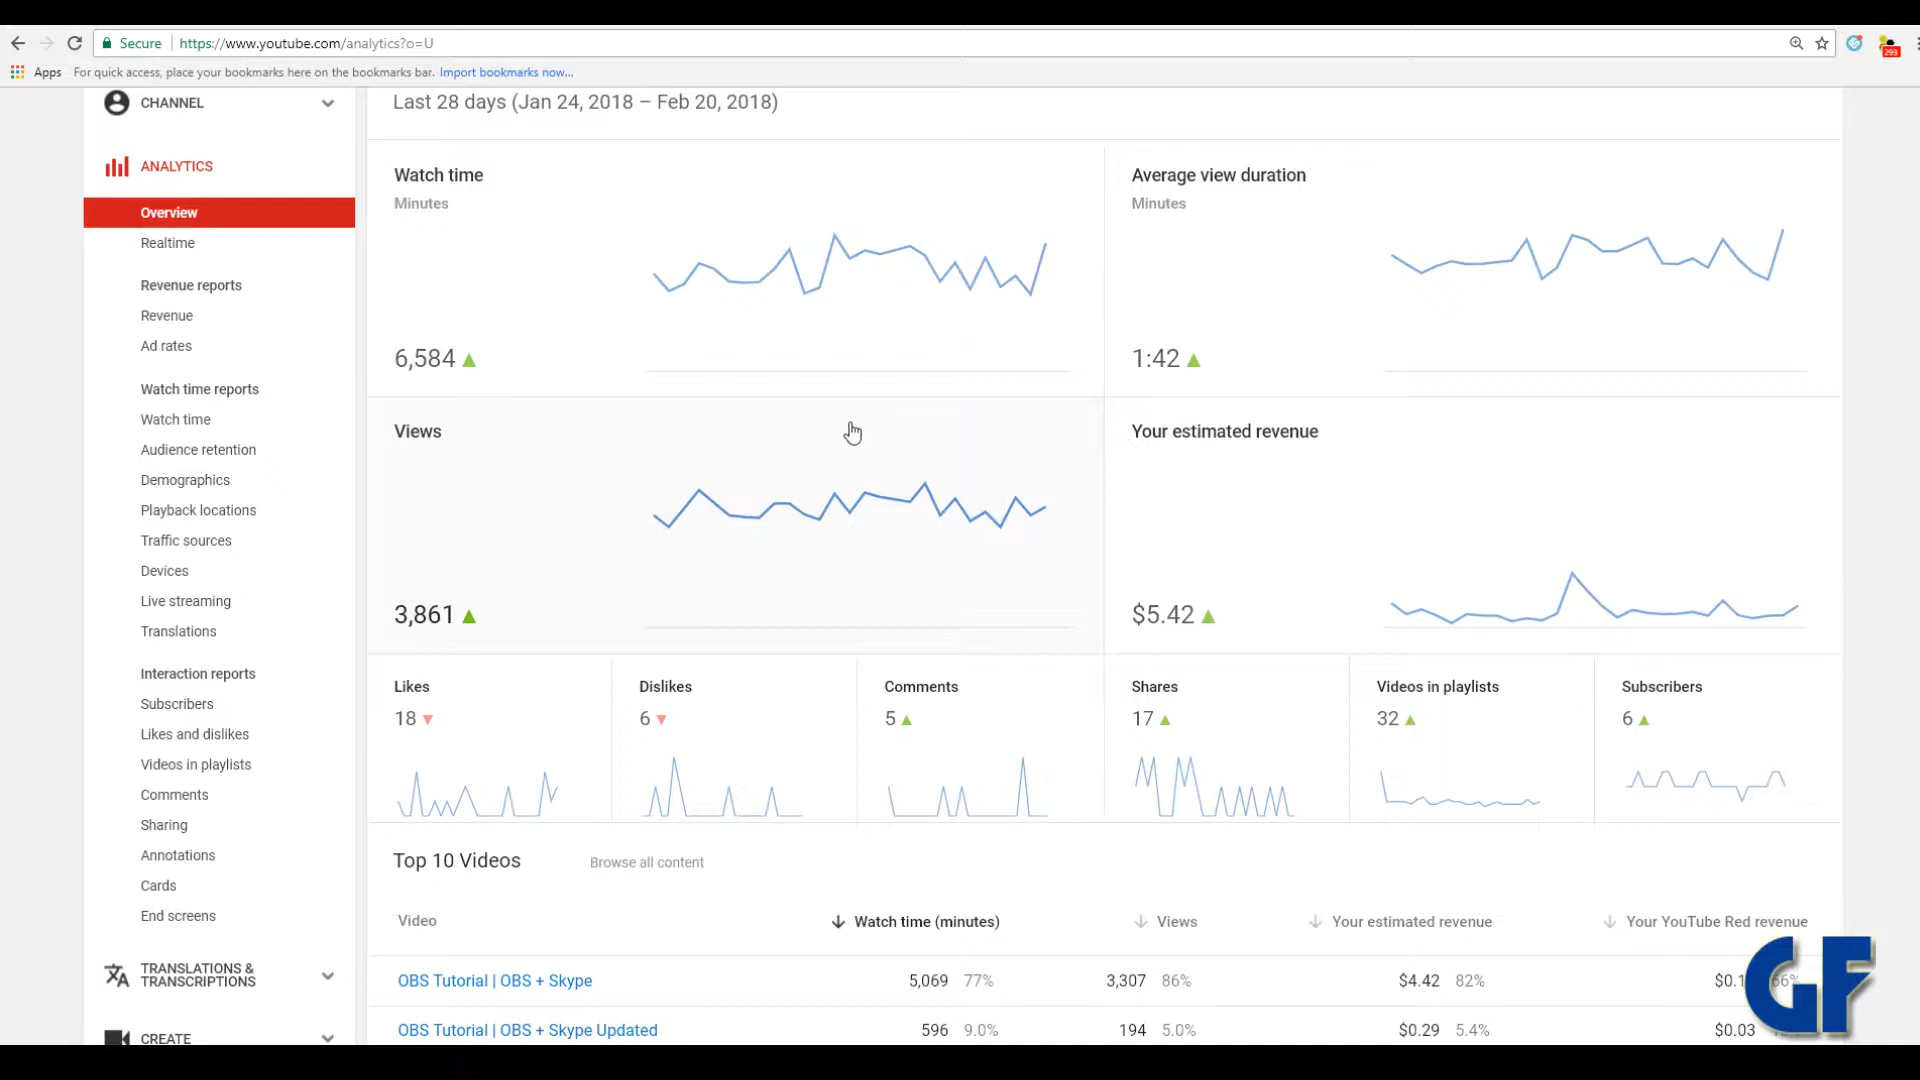 Secure https://www.youtube.com/analytics?o=U
293
Apps For quick access, place your bookmarks here on the bookmarks bar. Import bookmarks now...
CHANNEL
ANALYTICS
Overview
Realtime
Revenue reports
Revenue
Ad rates
Watch time reports
Watch time
Audience retention
Demographics
Playback locations
Traffic sources
Devices
Live streaming
Translations
Interaction reports
Subscribers
Likes and dislikes
Videos in playlists
Comments
Sharing
Annotations
Cards
End screens
TRANSLATIONS &
TRANSCRIPTIONS
CREATE
Last 28 days (Jan 24, 2018 – Feb 20, 2018)
Watch time
Minutes
6,584
Average view duration
Minutes
1:42
Views
3,861
Your estimated revenue
$5.42
Likes
18
Dislikes
6
Comments
5
Shares
17
Videos in playlists
32
Subscribers
6
Top 10 Videos Browse all content
Video Watch time (minutes) Views Your estimated revenue Your YouTube Red revenue
OBS Tutorial | OBS + Skype 5,069 77% 3,307 86% $4.42 82%
OBS Tutorial | OBS + Skype Updated 596 9.0% 194 5.0% $0.29 5.4% $0.03
GF